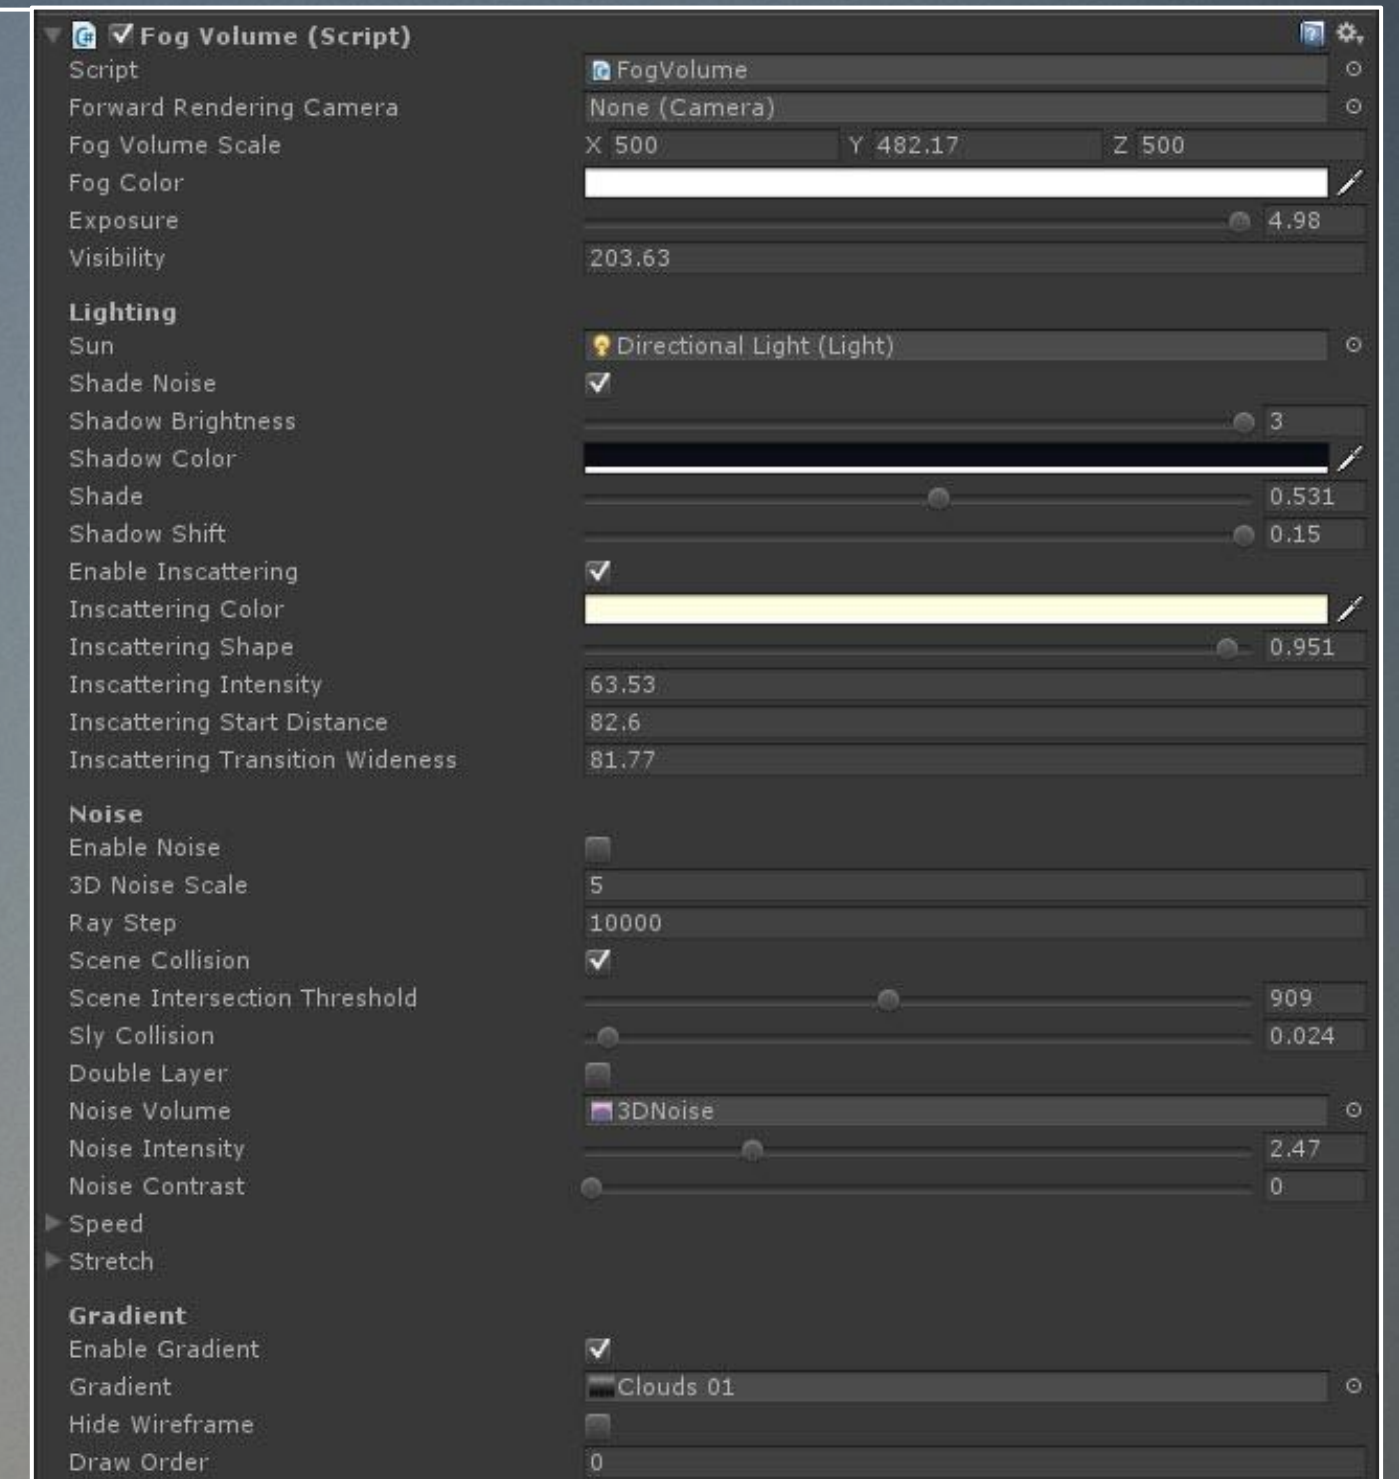 Fog Volume (Script)
Script FogVolume
Forward Rendering Camera None (Camera)
Fog Volume Scale X 500 Y 482.17 Z 500
Fog Color
Exposure 4.98
Visibility 203.63
Lighting
Sun Directional Light (Light)
Shade Noise
Shadow Brightness 3
Shadow Color
Shade 0.531
Shadow Shift 0.15
Enable Inscattering
Inscattering Color
Inscattering Shape 0.951
Inscattering Intensity 63.53
Inscattering Start Distance 82.6
Inscattering Transition Wideness 81.77
Noise
Enable Noise
3D Noise Scale 5
Ray Step 10000
Scene Collision
Scene Intersection Threshold 909
Sly Collision 0.024
Double Layer
Noise Volume 3DNoise
Noise Intensity 2.47
Noise Contrast 0
Speed
Stretch
Gradient
Enable Gradient
Gradient Clouds 01
Hide Wireframe
Draw Order 0